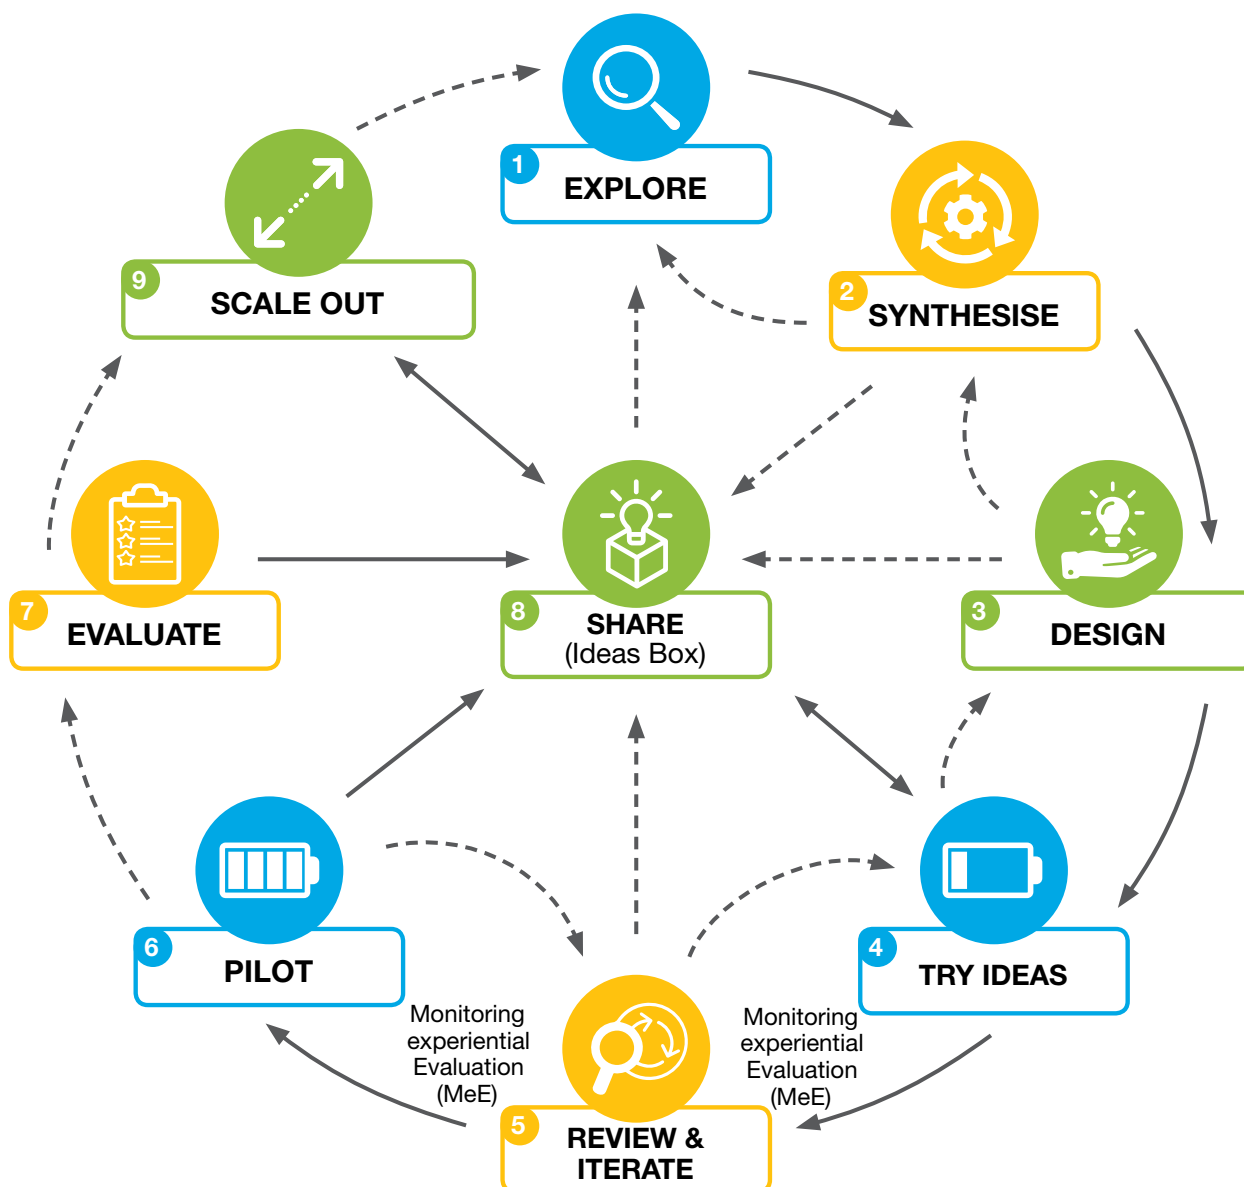 1
EXPLORE
2
SYNTHESISE
3
DESIGN
4
TRY IDEAS
Monitoring
experiential
Evaluation
(MeE)
5
REVIEW &
ITERATE
Monitoring
experiential
Evaluation
(MeE)
6
PILOT
7
EVALUATE
8
SHARE
(Ideas Box)
9
SCALE OUT